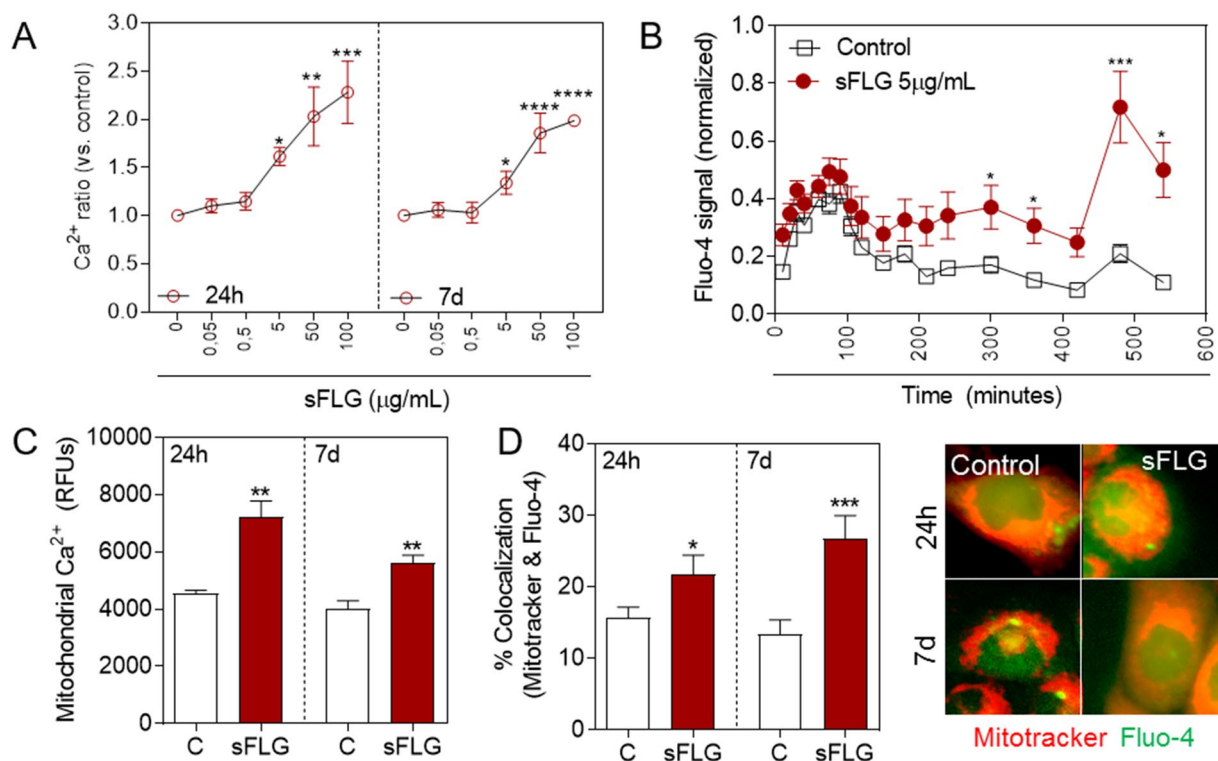 A
Ca2+ ratio (vs. control)
3.0
2.5
2.0
1.5
1.0
0.5
0.0
*
**
***
*
****
****
24h
7d
0
0,05
0,5
5
50
100
0
0,05
0,5
5
50
100
sFLG (μg/mL)
B
Fluo-4 signal (normalized)
1.0
0.8
0.6
0.4
0.2
0.0
Control
sFLG 5μg/mL
*
*
***
*
0
100
200
300
400
500
600
Time (minutes)
C
Mitochondrial Ca2+ (RFUs)
10000
8000
6000
4000
2000
0
24h
7d
**
**
C
sFLG
C
sFLG
D
% Colocalization
(Mitotracker & Fluo-4)
40
30
20
10
0
24h
7d
*
***
C
sFLG
C
sFLG
Control
sFLG
24h
7d
Mitotracker Fluo-4